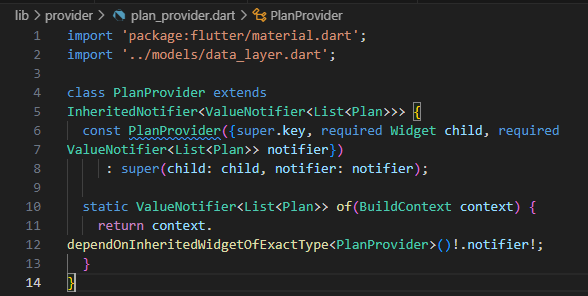 lib > provider > plan_provider.dart > PlanProvider
1 import 'package:flutter/material.dart';
2 import '../models/data_layer.dart';
3
4 class PlanProvider extends
5 InheritedNotifier<ValueNotifier<List<Plan>>> {
6   const PlanProvider({super.key, required Widget child, required
7 ValueNotifier<List<Plan>> notifier})
8       : super(child: child, notifier: notifier);
9
10   static ValueNotifier<List<Plan>> of(BuildContext context) {
11     return context.
12 dependOnInheritedWidgetOfExactType<PlanProvider>()!.notifier!;
13   }
14 }